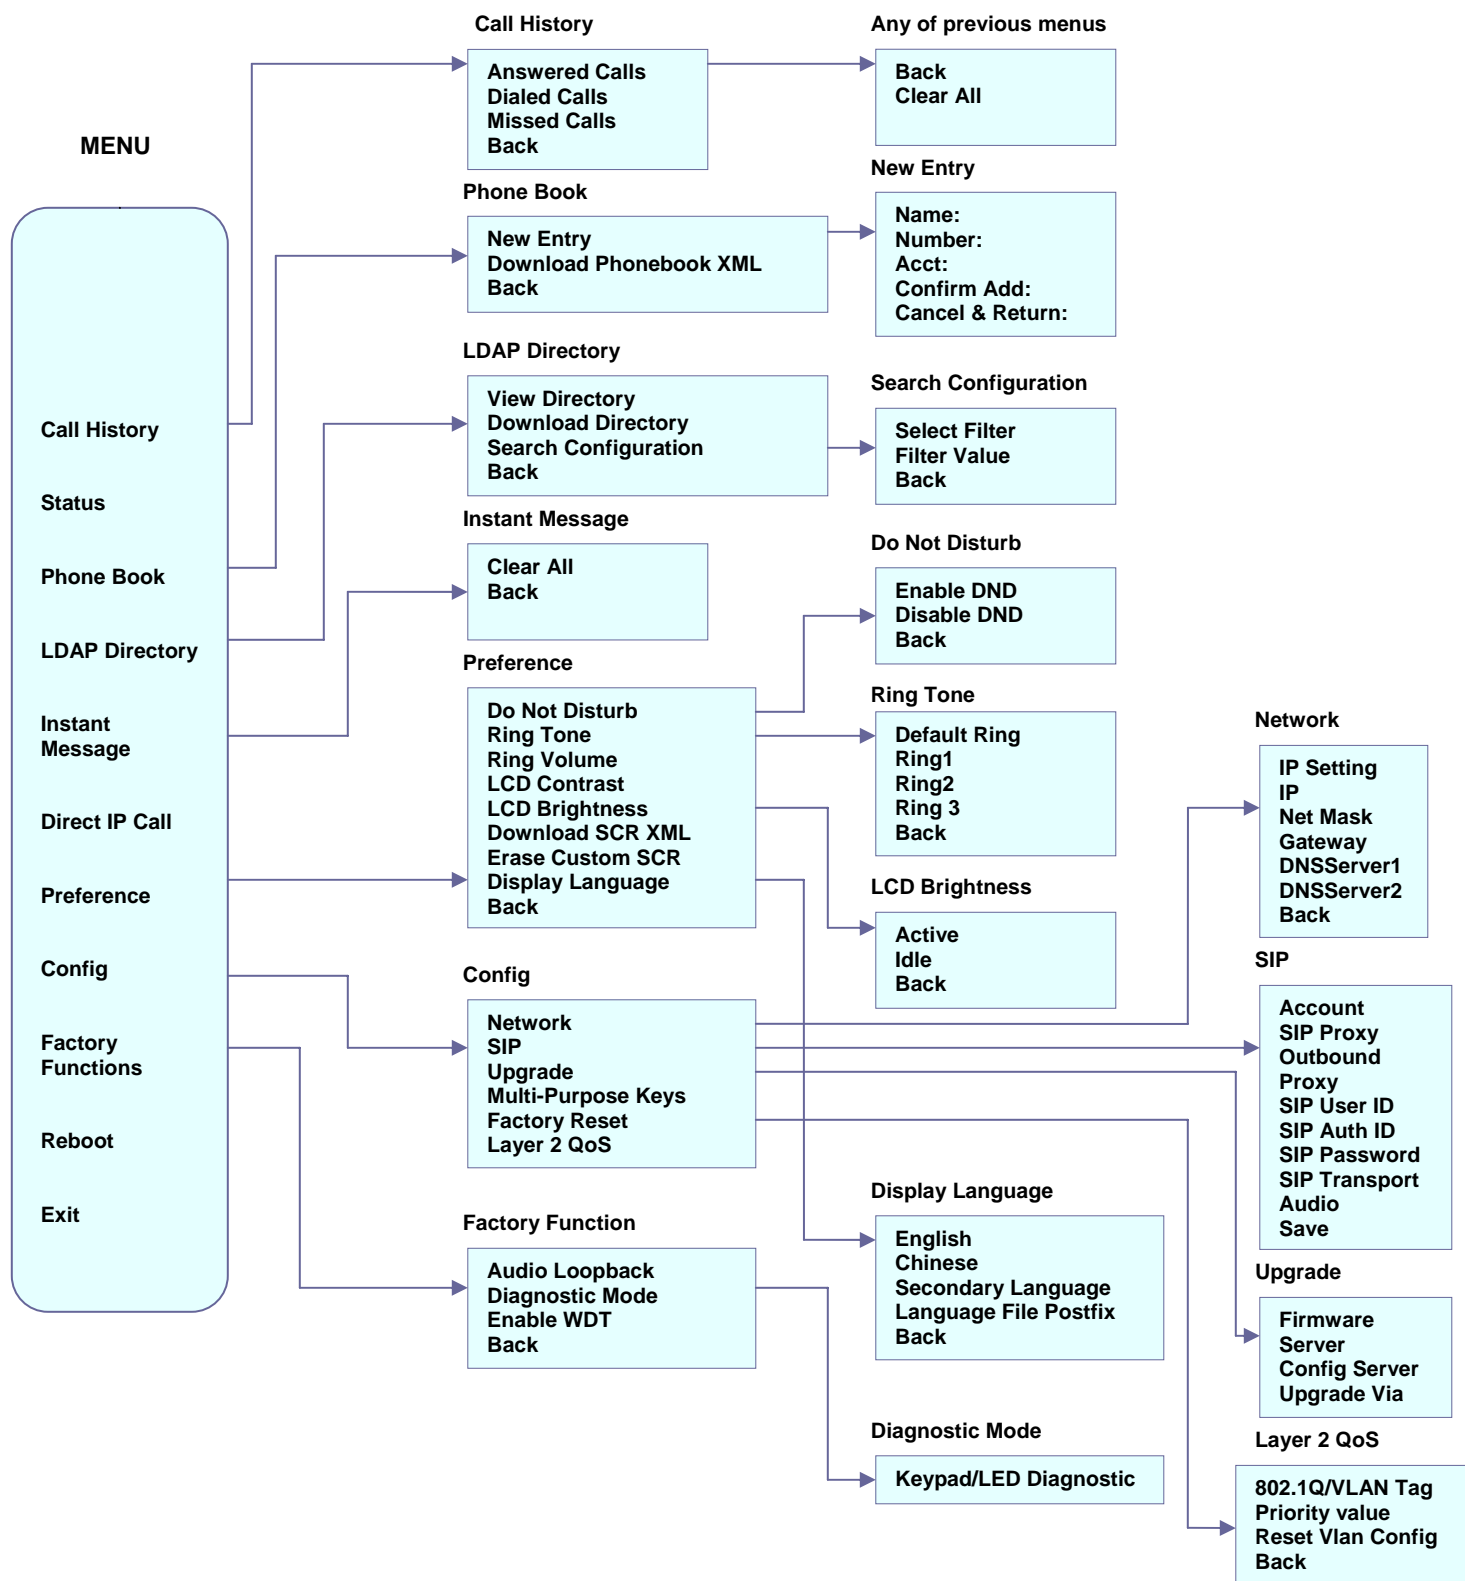 MENU
Call History
Status
Phone Book
LDAP Directory
Instant
Message
Direct IP Call
Preference
Config
Factory
Functions
Reboot
Exit
Call History
Answered Calls
Dialed Calls
Missed Calls
Back
Any of previous menus
Back
Clear All
Phone Book
New Entry
Download Phonebook XML
Back
New Entry
Name:
Number:
Acct:
Confirm Add:
Cancel & Return:
LDAP Directory
View Directory
Download Directory
Search Configuration
Back
Search Configuration
Select Filter
Filter Value
Back
Instant Message
Clear All
Back
Preference
Do Not Disturb
Ring Tone
Ring Volume
LCD Contrast
LCD Brightness
Download SCR XML
Erase Custom SCR
Display Language
Back
Do Not Disturb
Enable DND
Disable DND
Back
Ring Tone
Default Ring
Ring1
Ring2
Ring 3
Back
LCD Brightness
Active
Idle
Back
Config
Network
SIP
Upgrade
Multi-Purpose Keys
Factory Reset
Layer 2 QoS
Factory Function
Audio Loopback
Diagnostic Mode
Enable WDT
Back
Display Language
English
Chinese
Secondary Language
Language File Postfix
Back
Diagnostic Mode
Keypad/LED Diagnostic
Network
IP Setting
IP
Net Mask
Gateway
DNSServer1
DNSServer2
Back
SIP
Account
SIP Proxy
Outbound
Proxy
SIP User ID
SIP Auth ID
SIP Password
SIP Transport
Audio
Save
Upgrade
Firmware
Server
Config Server
Upgrade Via
Layer 2 QoS
802.1Q/VLAN Tag
Priority value
Reset Vlan Config
Back